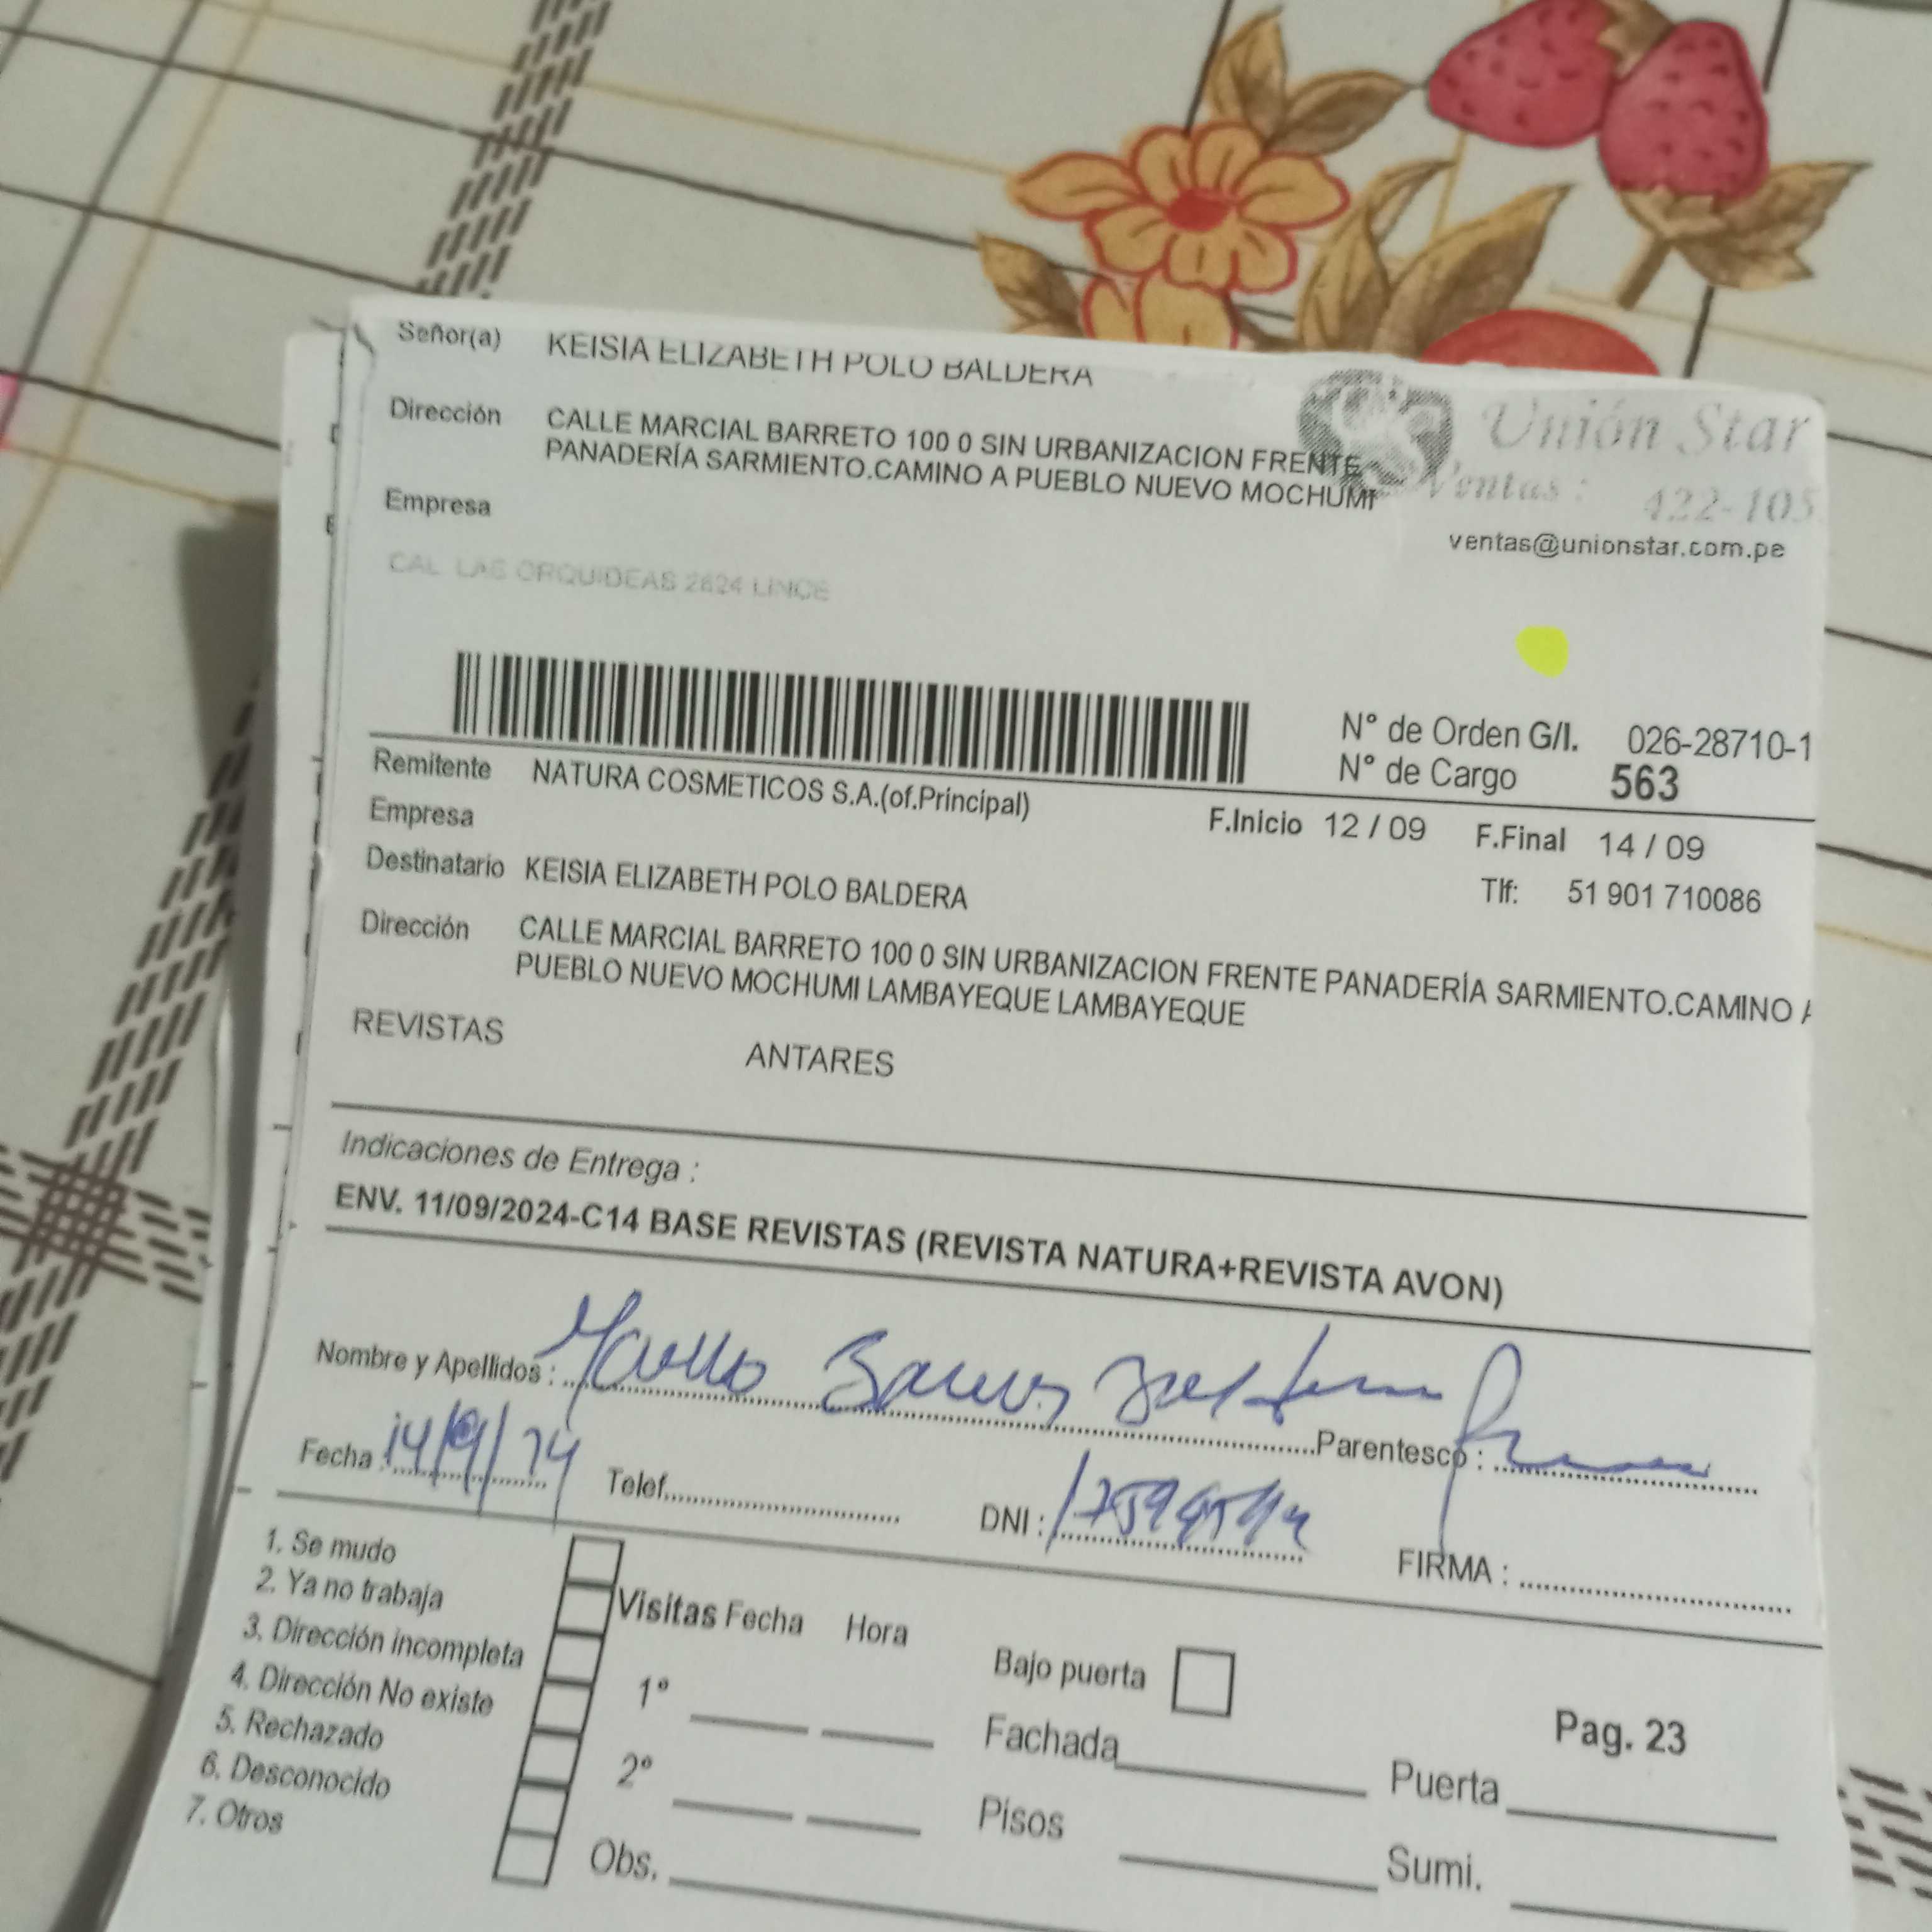 Señor(a) KEISIA ELIZABETH POLO BALDERA
Unión Star
Dirección CALLE MARCIAL BARRETO 100 0 SIN URBANIZACION FRENTE
PANADERÍA SARMIENTO.CAMINO A PUEBLO NUEVO MOCHUMI
Ventas : 422-105
Empresa
ventas@unionstar.com.pe
CAL LAS ORQUIDEAS 2624 LINCE
N° de Orden G/I. 026-28710-1
N° de Cargo 563
Remitente NATURA COSMETICOS S.A.(of.Principal)
Empresa
F.Inicio 12 / 09 F.Final 14 / 09
Destinatario KEISIA ELIZABETH POLO BALDERA
Tlf: 51 901 710086
Dirección CALLE MARCIAL BARRETO 100 0 SIN URBANIZACION FRENTE PANADERÍA SARMIENTO.CAMINO A
PUEBLO NUEVO MOCHUMI LAMBAYEQUE LAMBAYEQUE
REVISTAS ANTARES
Indicaciones de Entrega :
ENV. 11/09/2024-C14 BASE REVISTAS (REVISTA NATURA+REVISTA AVON)
Nombre y Apellidos :
Parentesco :
Fecha : Telef. DNI : FIRMA :
1. Se mudo
2. Ya no trabaja
3. Dirección incompleta
4. Dirección No existe
5. Rechazado
6. Desconocido
7. Otros
Visitas Fecha Hora
1°
2°
Obs.
Bajo puerta
Fachada
Pisos
Pag. 23
Puerta
Sumi.